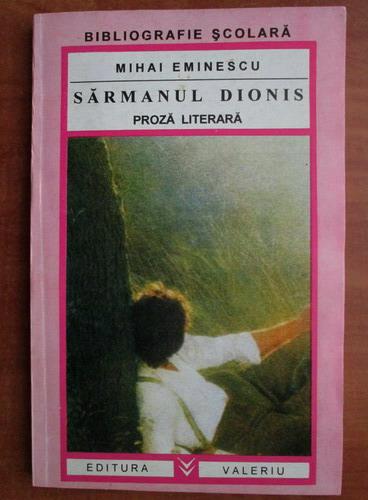 BIBLIOGRAFIE ŞCOLARĂ
MIHAI EMINESCU
SĂRMANUL DIONIS
PROZĂ LITERARĂ
EDITURA VALERIU